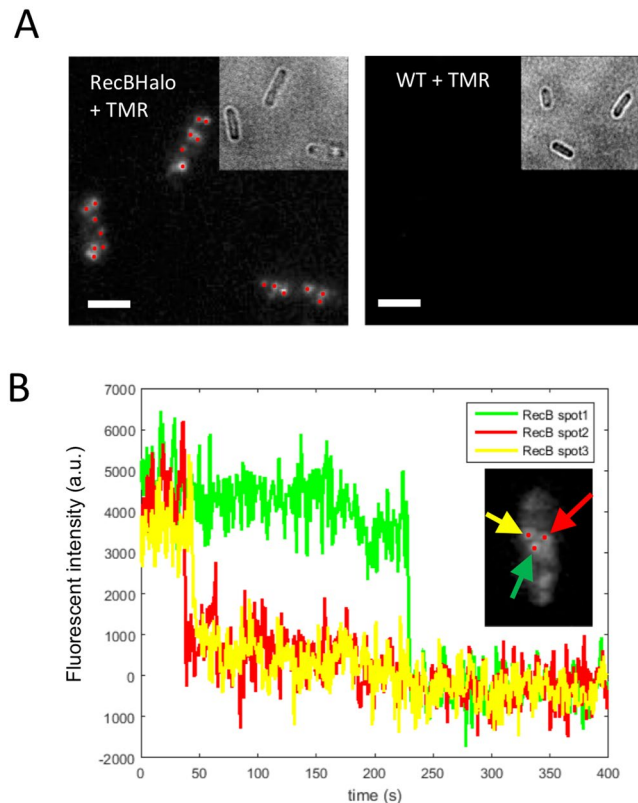 A
RecBHalo
+ TMR
WT + TMR
B
Fluorescent intensity (a.u.)
7000
6000
5000
4000
3000
2000
1000
0
1000
-2000
0
50
100
150
200
250
300
350
400
time (s)
RecB spot1
RecB spot2
RecB spot3